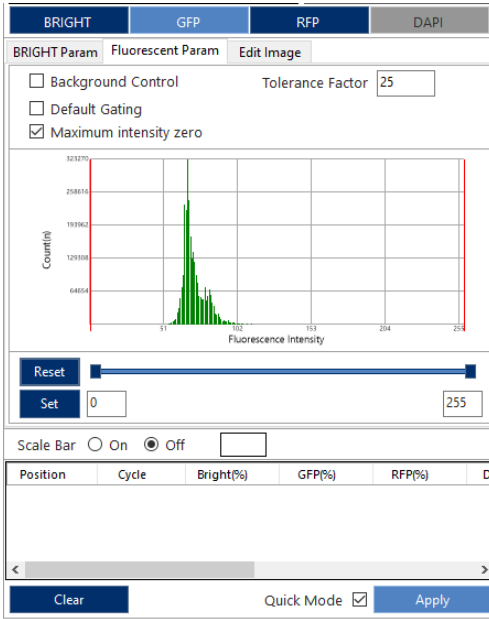 BRIGHT GFP RFP DAPI
BRIGHT Param Fluorescent Param Edit Image
Background Control Tolerance Factor 25
Default Gating
Maximum intensity zero
323270
258616
193962
129308
64654
Count(n)
51 102 153 204 255
Fluorescence Intensity
Reset
Set 0 255
Scale Bar On Off
Position Cycle Bright(%) GFP(%) RFP(%) D
Clear Quick Mode Apply